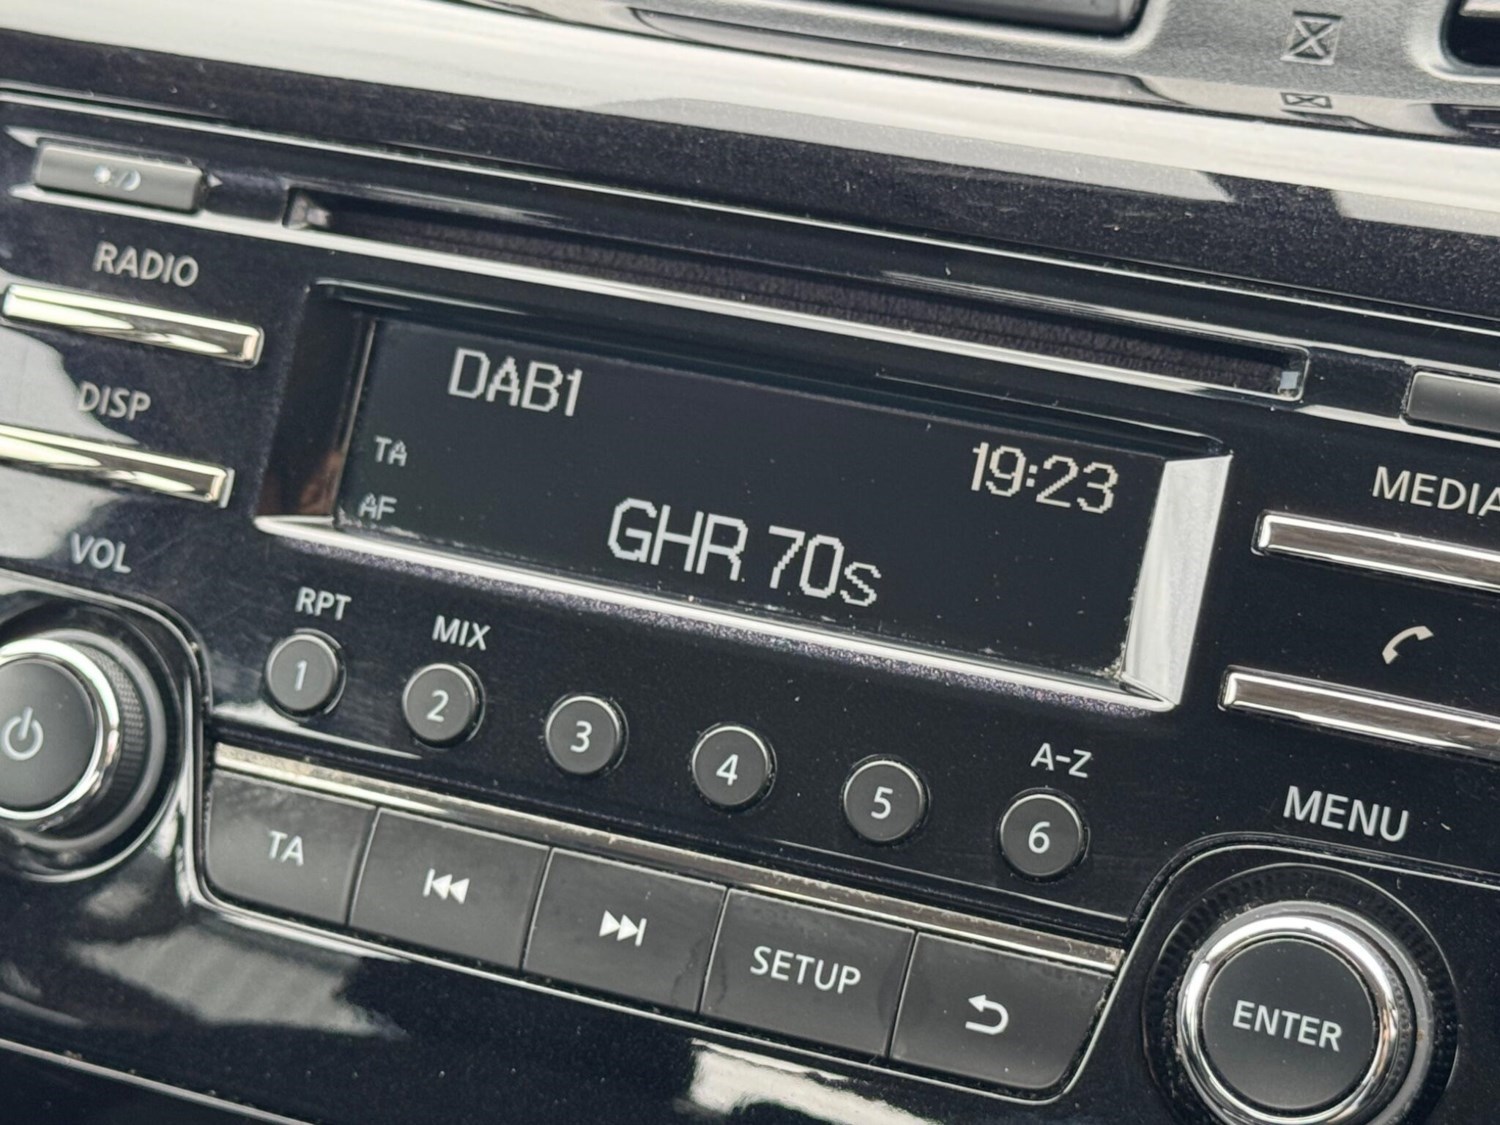 RADIO
DISP
VOL
DAB1
TA
19:23
AF
GHR 70s
MEDIA
RPT
MIX
A-Z
1
2
3
4
5
6
MENU
TA
SETUP
ENTER